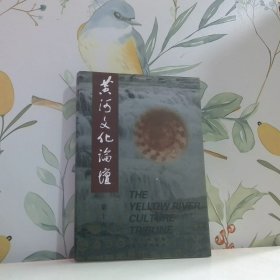 黄河文化論壇
THE
YELLOW RIVER
CULTURE
TRIBUNE